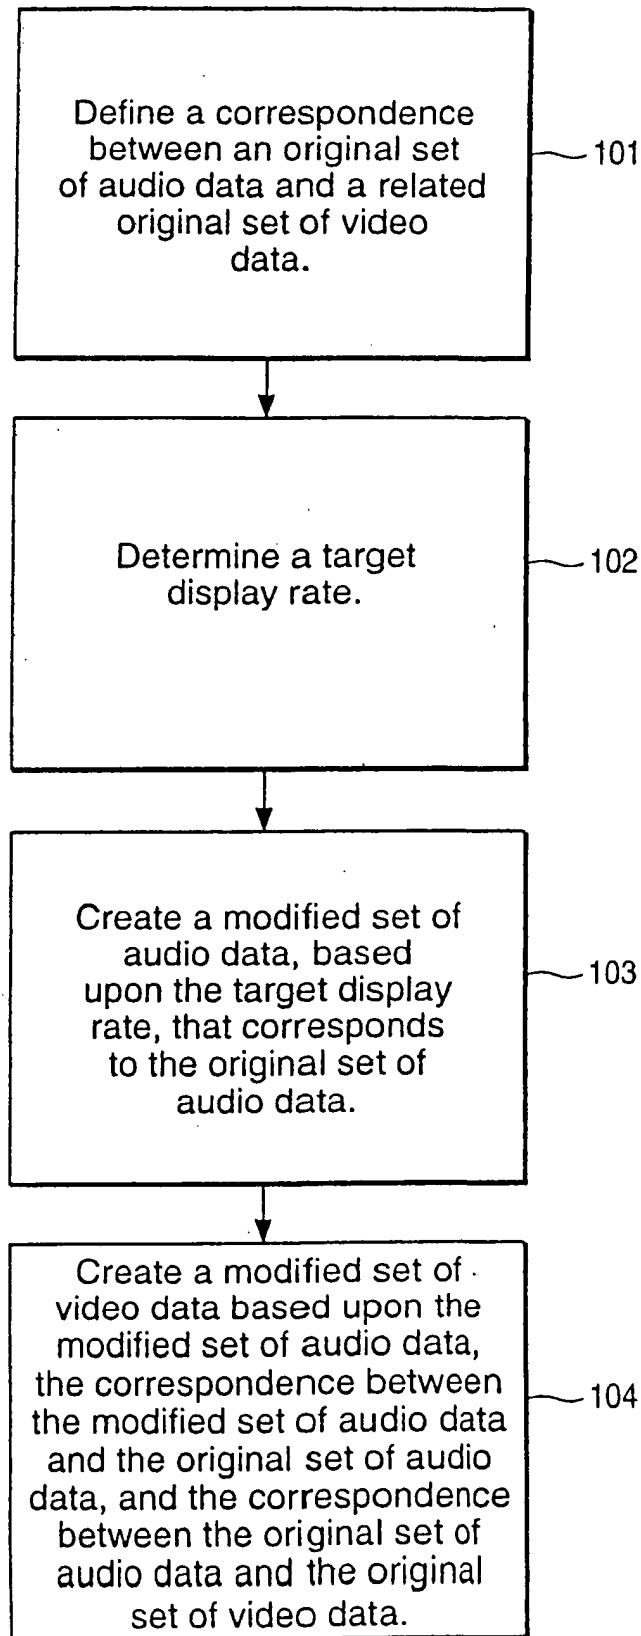 Define a correspondence
between an original set
of audio data and a related
original set of video
data.
101
Determine a target
display rate.
102
Create a modified set of
audio data, based
upon the target display
rate, that corresponds
to the original set of
audio data.
103
Create a modified set of
video data based upon the
modified set of audio data,
the correspondence between
the modified set of audio data
and the original set of audio
data, and the correspondence
between the original set of
audio data and the original
set of video data.
104